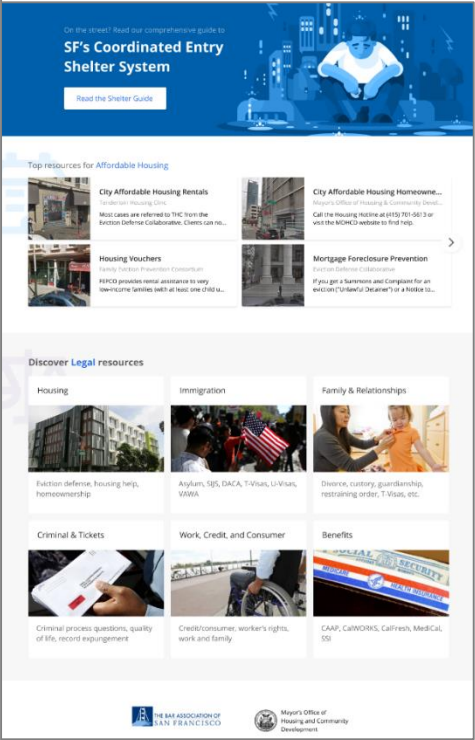 On the street? Read our comprehensive guide to
SF's Coordinated Entry
Shelter System
Read the Shelter Guide
Top resources for Affordable Housing
City Affordable Housing Rentals
Tenderloin Housing Clinic
Most cases are referred to THC from the
Eviction Defense Collaborative, Clients can no...
City Affordable Housing Homeowne...
Mayor's Office of Housing & Community Devel...
Call the Housing Hotline at (415) 701-5613 or
visit the MOHCD website to find help.
Housing Vouchers
Family Eviction Prevention Consortium
FEPCO provides rental assistance to very
low-income families (with at least one child u...
Mortgage Foreclosure Prevention
Eviction Defense Collaborative
If you get a Summons and Complaint for an
eviction ("Unlawful Detainer") or a Notice to...
Discover Legal resources
Housing
Immigration
Family & Relationships
Eviction defense, housing help,
homeownership
Asylum, SIJS, DACA, T-Visas, U-Visas,
VAWA
Divorce, custory, guardianship,
restraining order, T-Visas, etc.
Criminal & Tickets
Work, Credit, and Consumer
Benefits
SOCIAL SECURITY
MEDICARE
HEALTH INSURANCE
Criminal process questions, quality
of life, record expungement
Credit/consumer, worker's rights,
work and family
CAAP, CalWORKS, CalFresh, MediCal,
SSI
THE BAR ASSOCIATION OF
SAN FRANCISCO
Mayor's Office of
Housing and Community
Development